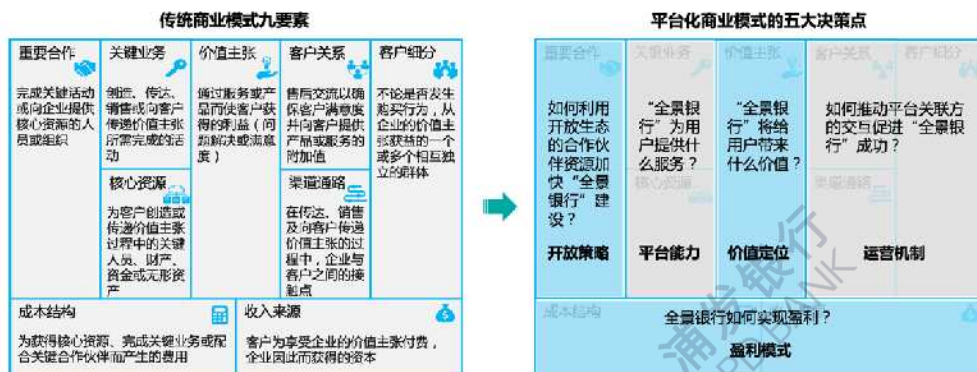 传统商业模式九要素
重要合作
完成关键活动
或向企业提供
核心资源的人
员或组织
关键业务
创造、传达、
销售或向客户
传递价值主张
所需完成的活
动
核心资源
为客户创造或
传递价值主张
过程中的关键
人员、财产、
资金或无形资
产
价值主张
通过服务或产
品而使客户获
得的利益（问
题解决或满意
度）
客户关系
售后交流以确
保客户满意度
并向客户提供
产品或服务的
附加值
渠道通路
在传达、销售
及向客户传递
价值主张的过
程中，企业与
客户之间的接
触点
客户细分
不论是否发生
购买行为，从
企业的价值主
张获益的一个
或多个相互独
立的群体
成本结构
为获得核心资源、完成关键业务或配
合关键合作伙伴而产生的费用
收入来源
客户为享受企业的价值主张付费，
企业因此而获得的资本
平台化商业模式的五大决策点
重要合作
如何利用
开放生态
的合作伙
伴资源加
快“全景
银行”建
设？
开放策略
关键业务
“全景银
行”为用
户提供什
么服务？
核心资源
平台能力
价值主张
“全景银
行”将给
用户带来
什么价值？
价值定位
客户关系
客户细分
如何推动平台关联方
的交互促进“全景银
行”成功？
渠道通路
运营机制
成本结构
全景银行如何实现盈利？
盈利模式
浦发银行
SPD BANK